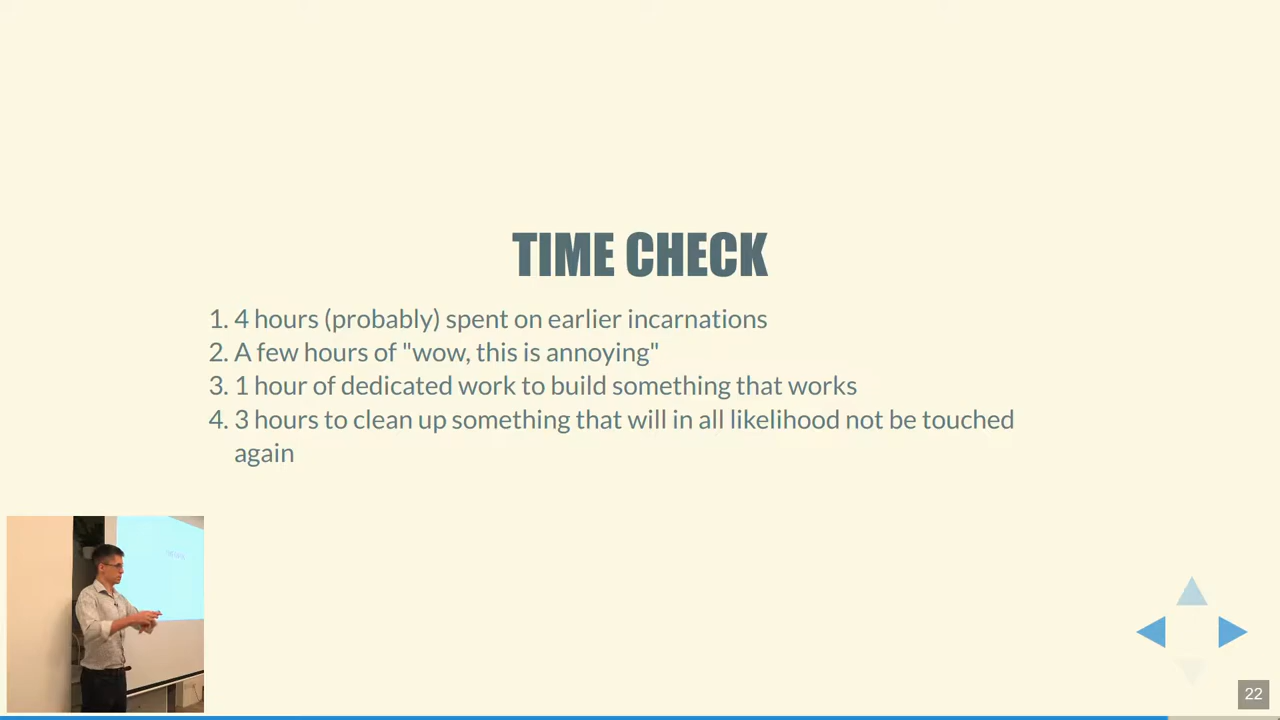 TIME CHECK
1. 4 hours (probably) spent on earlier incarnations
2. A few hours of "wow, this is annoying"
3. 1 hour of dedicated work to build something that works
4. 3 hours to clean up something that will in all likelihood not be touched
again
22